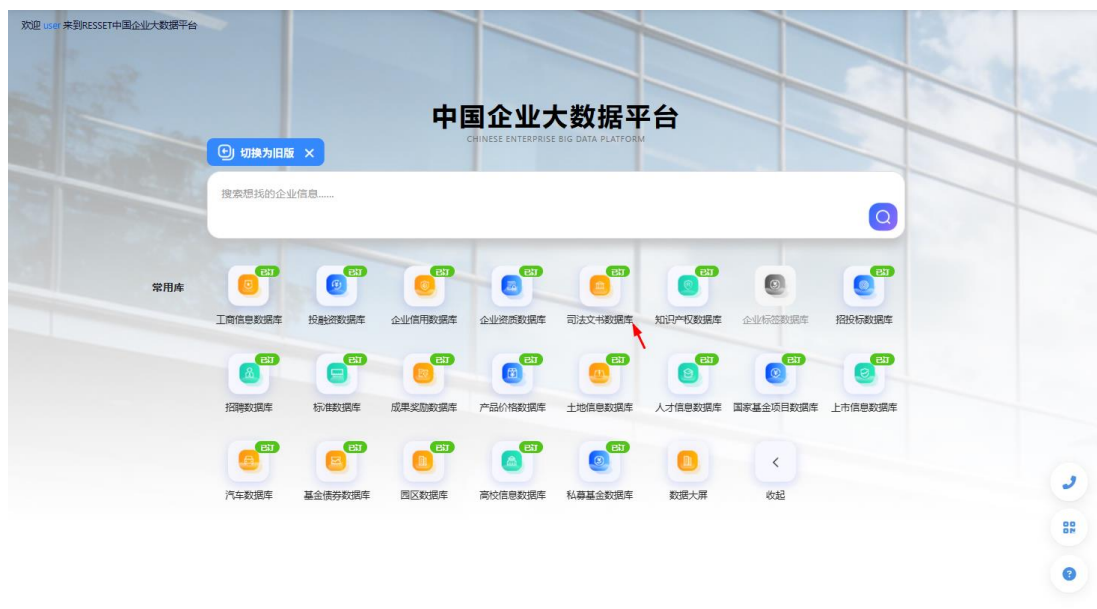 欢迎 user 来到RESSET中国企业大数据平台
中国企业大数据平台
CHINESE ENTERPRISE BIG DATA PLATFORM
切换为旧版 ×
搜索想找的企业信息......
常用库
已订 已订 已订 已订 已订 已订 已订
工商信息数据库 投融资数据库 企业信用数据库 企业资质数据库 司法文书数据库 知识产权数据库 企业标签数据库 招投标数据库
已订 已订 已订 已订 已订 已订 已订 已订
招聘数据库 标准数据库 成果奖励数据库 产品价格数据库 土地信息数据库 人才信息数据库 国家基金项目数据库 上市信息数据库
已订 已订 已订 已订 已订
汽车数据库 基金债券数据库 园区数据库 高校信息数据库 私募基金数据库 数据大屏 收起